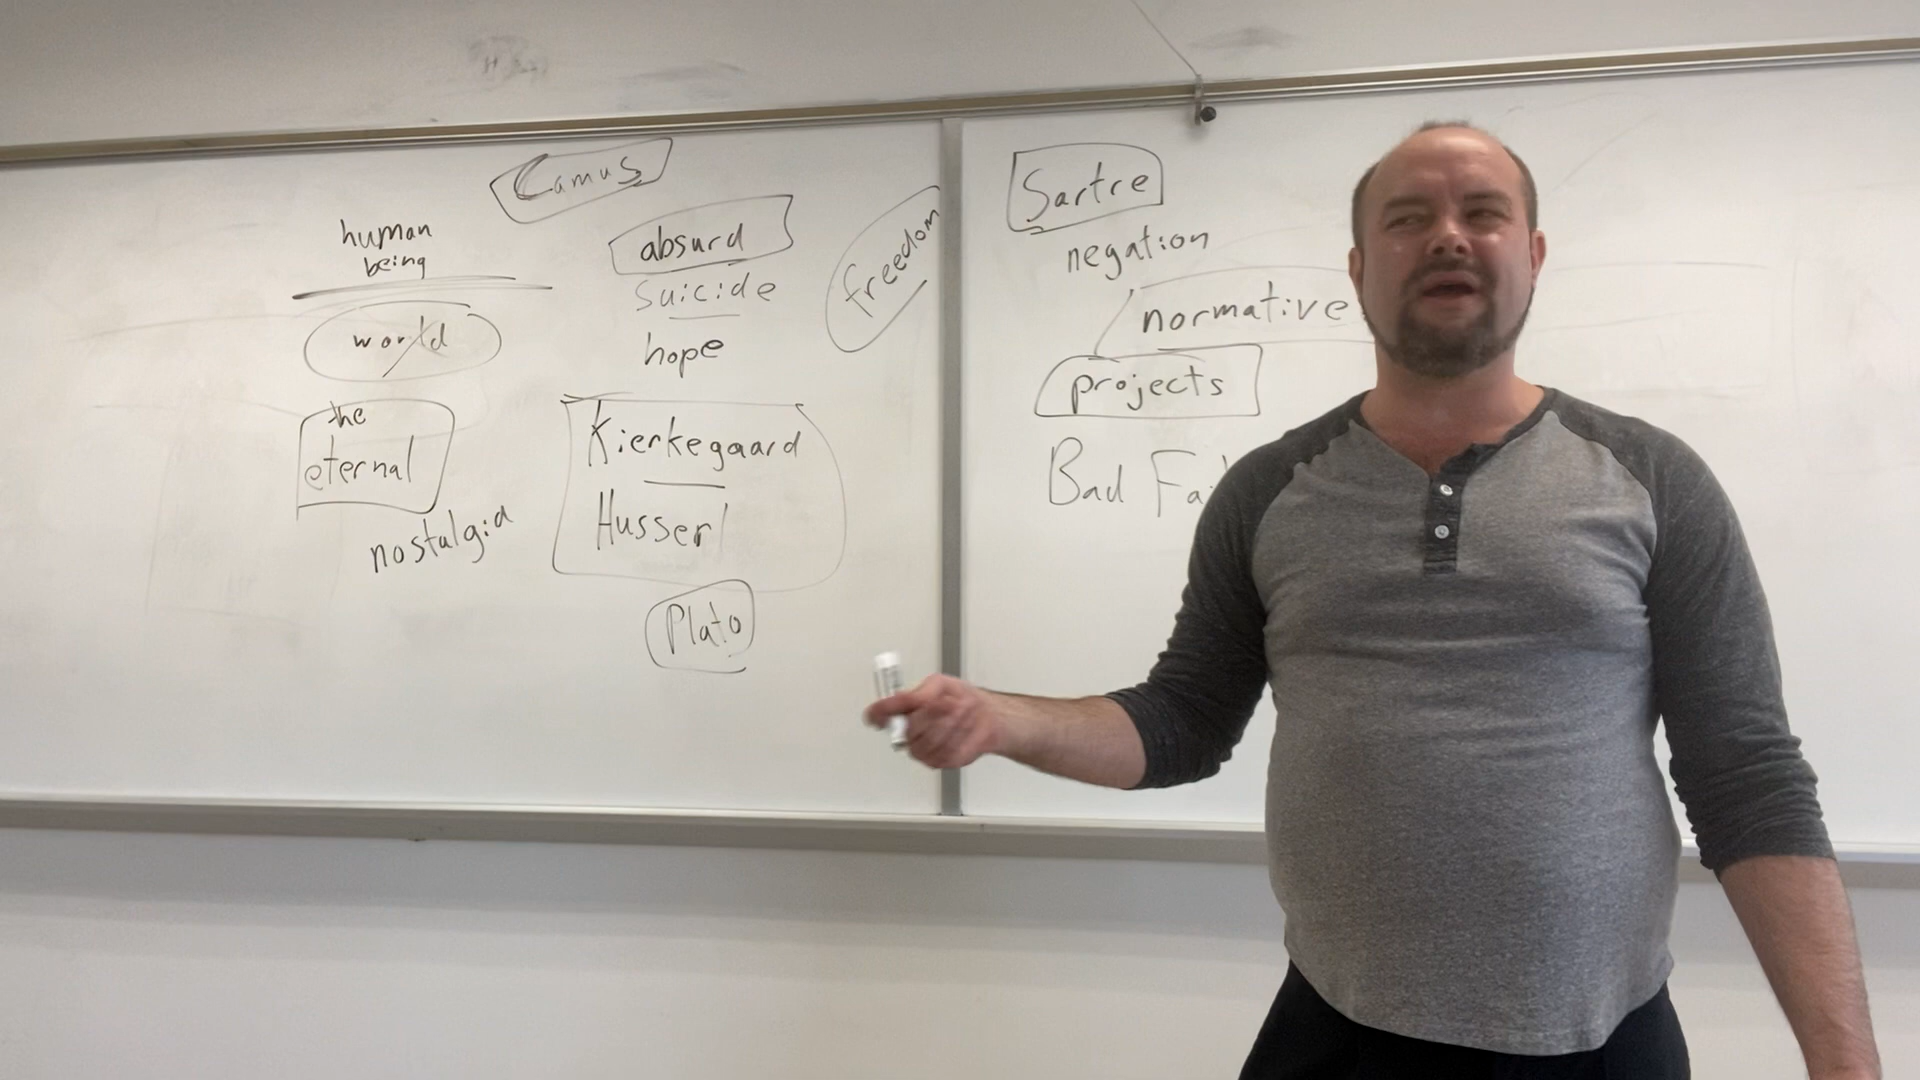 Camus
human
being
world
the
eternal
nostalgia
absurd
suicide
hope
Kierkegaard
Husserl
Plato
freedom
Sartre
negation
normative
projects
Bad Fa